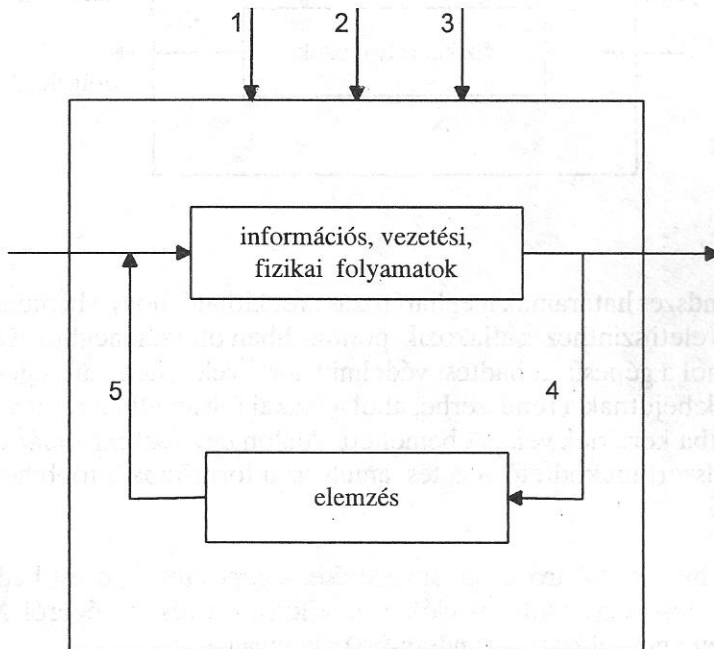 1 2 3
információs, vezetési,
fizikai folyamatok
5 4
elemzés